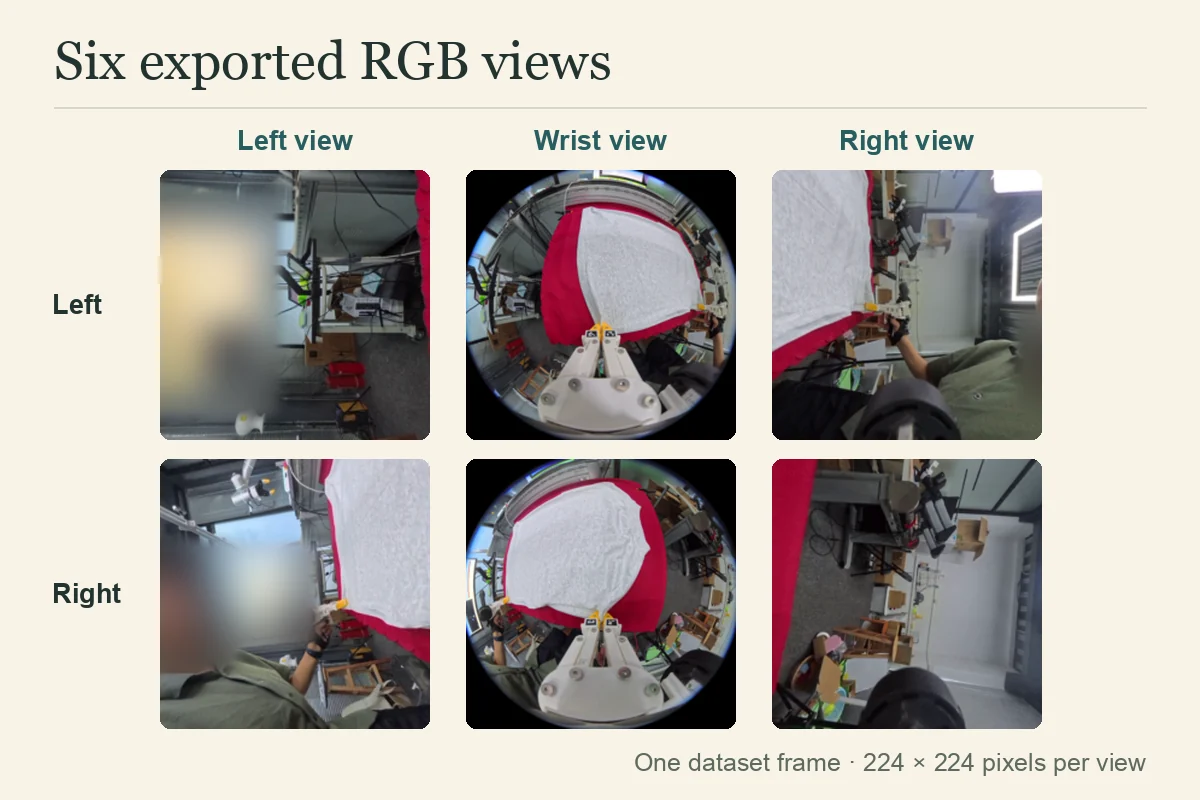 Six exported RGB views
Left view
Wrist view
Right view
Left
Right
One dataset frame · 224 × 224 pixels per view